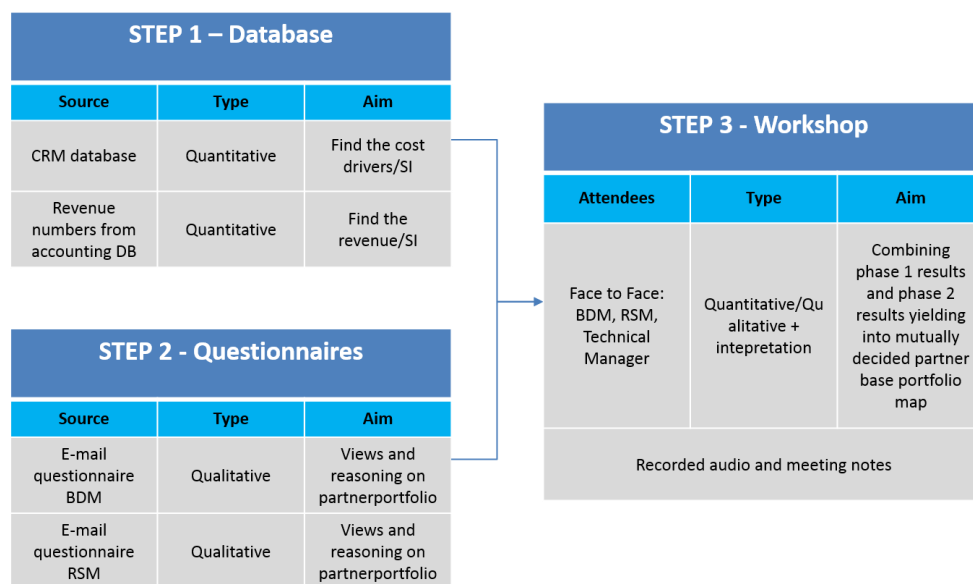 STEP 1 – Database
Source
Type
Aim
CRM database
Quantitative
Find the cost
drivers/SI
Revenue
numbers from
accounting DB
Quantitative
Find the
revenue/SI
STEP 2 - Questionnaires
Source
Type
Aim
E-mail
questionnaire
BDM
Qualitative
Views and
reasoning on
partnerportfolio
E-mail
questionnaire
RSM
Qualitative
Views and
reasoning on
partnerportfolio
STEP 3 - Workshop
Attendees
Type
Aim
Face to Face:
BDM, RSM,
Technical
Manager
Quantitative/Qu
alitative +
intepretation
Combining
phase 1 results
and phase 2
results yielding
into mutually
decided partner
base portfolio
map
Recorded audio and meeting notes